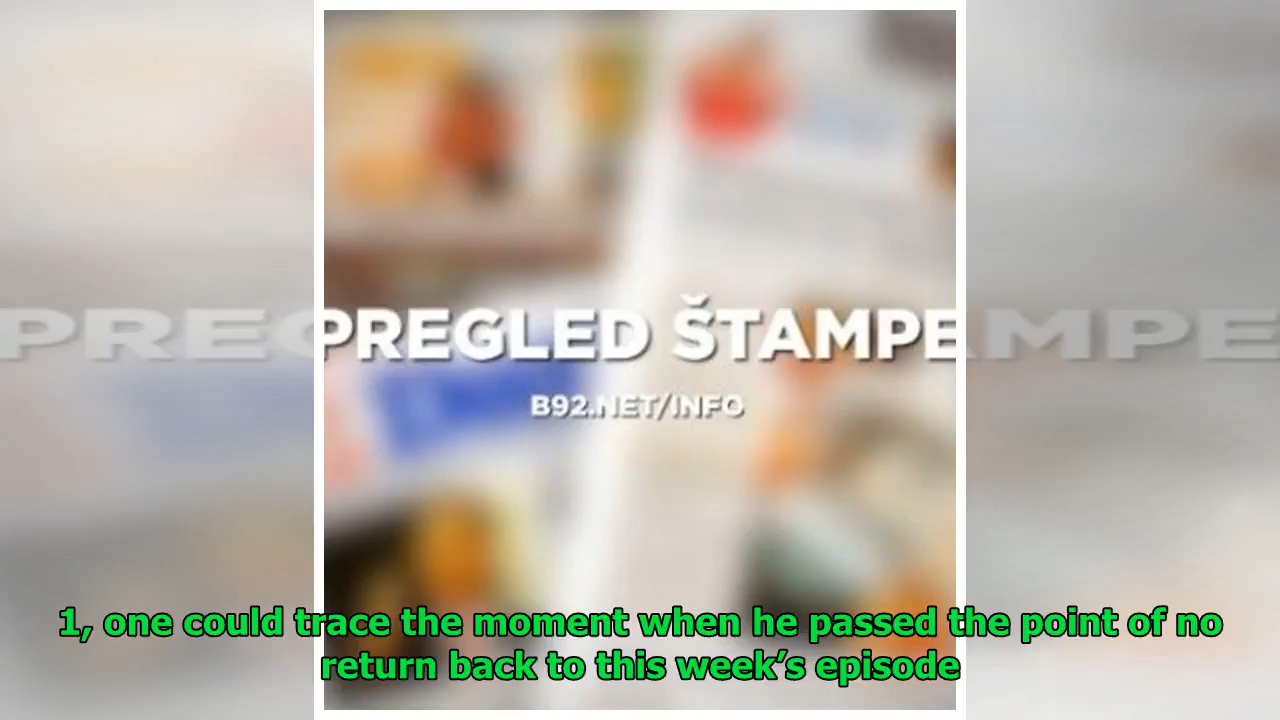 PREGLED ŠTAMPE
B92.NET/INFO
1, one could trace the moment when he passed the point of no
return back to this week’s episode